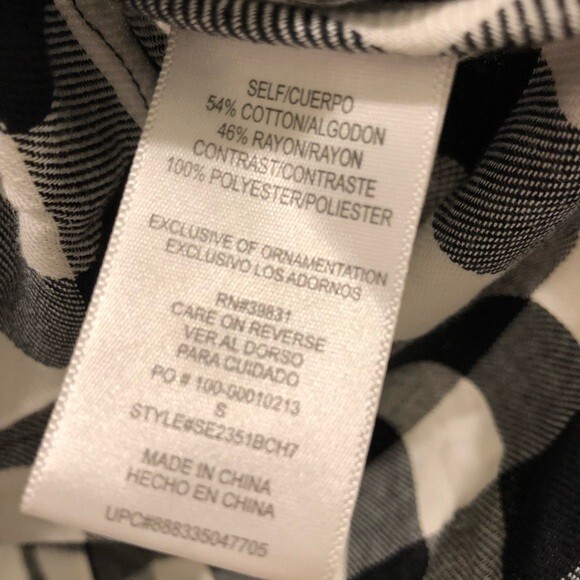 SELF/CUERPO
54% COTTON/ALGODON
46% RAYON/RAYON
CONTRAST/CONTRASTE
100% POLYESTER/POLIESTER
EXCLUSIVE OF ORNAMENTATION
EXCLUSIVO LOS ADORNOS
RN#39831
CARE ON REVERSE
VER AL DORSO
PARA CUIDADO
PO # 100-00010213
S
STYLE#SE2351BCH7
MADE IN CHINA
HECHO EN CHINA
UPC#888335047705